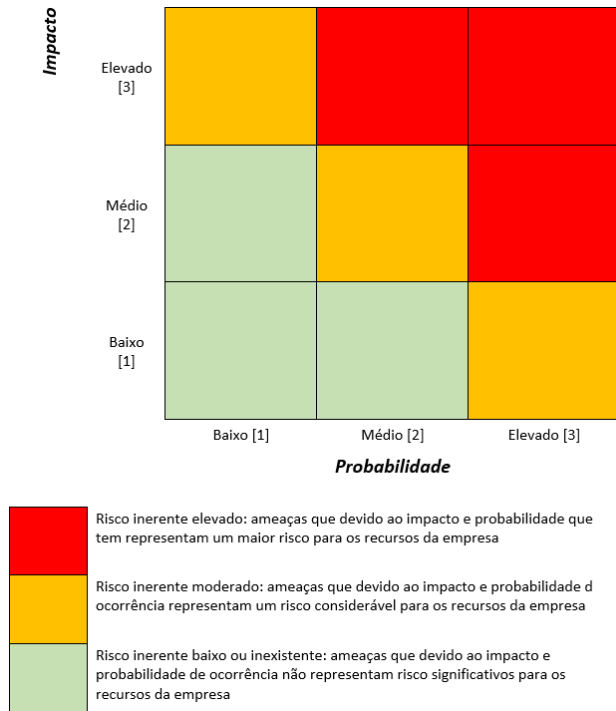 Impacto
Elevado
[3]
Médio
[2]
Baixo
[1]
Baixo [1]
Médio [2]
Elevado [3]
Probabilidade
Risco inerente elevado: ameaças que devido ao impacto e probabilidade que
tem representam um maior risco para os recursos da empresa
Risco inerente moderado: ameaças que devido ao impacto e probabilidade d
ocorrência representam um risco considerável para os recursos da empresa
Risco inerente baixo ou inexistente: ameaças que devido ao impacto e
probabilidade de ocorrência não representam risco significativos para os
recursos da empresa